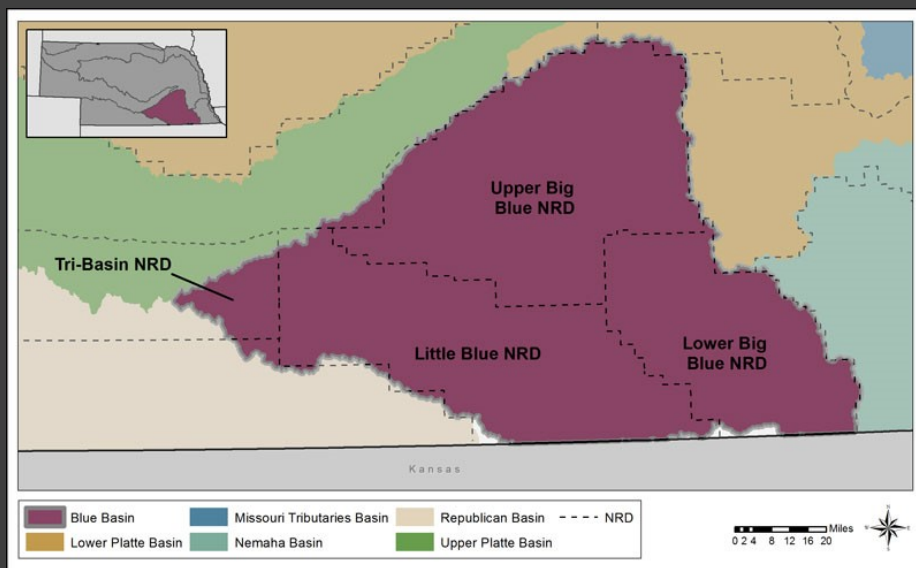 Upper Big
Blue NRD
Tri-Basin NRD
Little Blue NRD
Lower Big
Blue NRD
Kansas
Blue Basin
Missouri Tributaries Basin
Republican Basin
NRD
Lower Platte Basin
Nemaha Basin
Upper Platte Basin
Miles
0 2 4 8 12 16 20
N